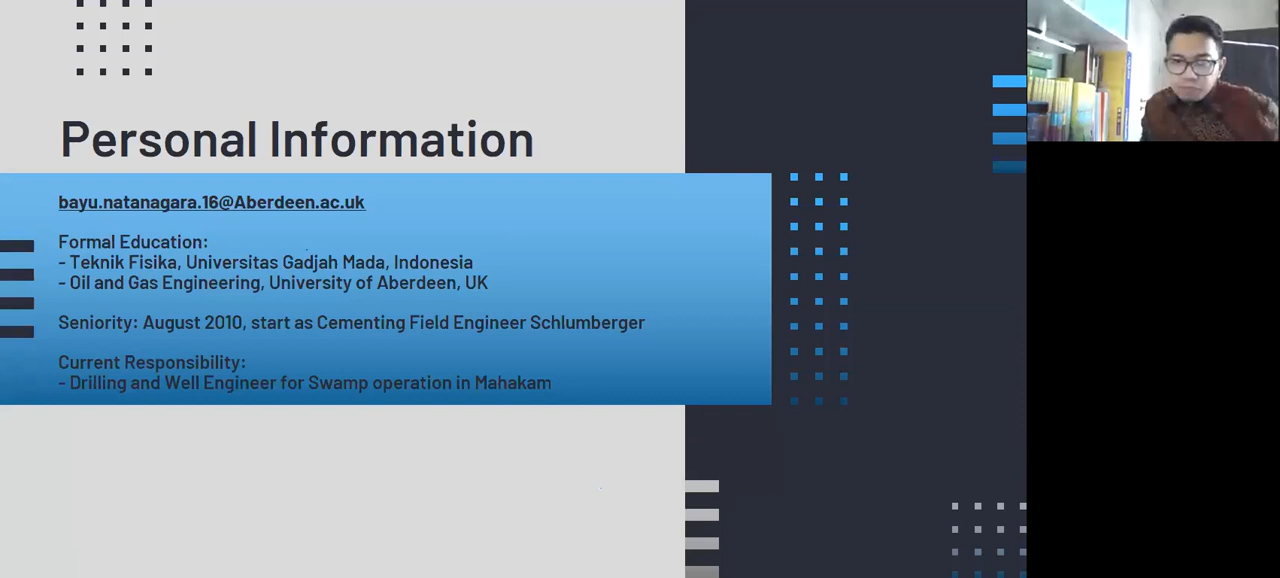 Personal Information
bayu.natanagara.16@Aberdeen.ac.uk
Formal Education:
- Teknik Fisika, Universitas Gadjah Mada, Indonesia
- Oil and Gas Engineering, University of Aberdeen, UK
Seniority: August 2010, start as Cementing Field Engineer Schlumberger
Current Responsibility:
- Drilling and Well Engineer for Swamp operation in Mahakam